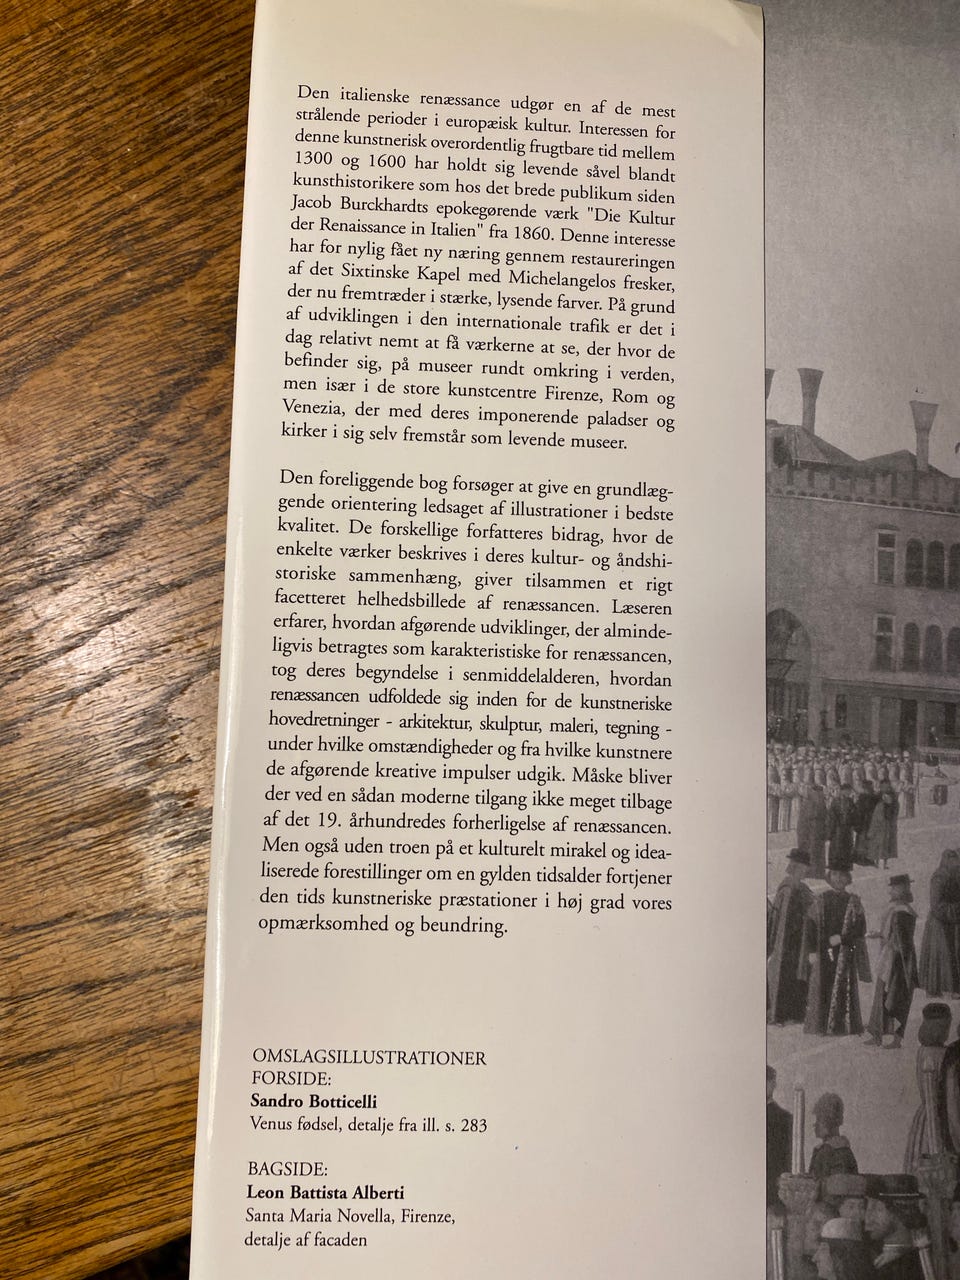 Den italienske renæssance udgør en af de mest
strålende perioder i europæisk kultur. Interessen for
denne kunstnerisk overordentlig frugtbare tid mellem
1300 og 1600 har holdt sig levende såvel blandt
kunsthistorikere som hos det brede publikum siden
Jacob Burckhardts epokegørende værk "Die Kultur
der Renaissance in Italien" fra 1860. Denne interesse
har for nylig fået ny næring gennem restaureringen
af det Sixtinske Kapel med Michelangelos fresker,
der nu fremtræder i stærke, lysende farver. På grund
af udviklingen i den internationale trafik er det i
dag relativt nemt at få værkerne at se, der hvor de
befinder sig, på museer rundt omkring i verden,
men især i de store kunstcentre Firenze, Rom og
Venezia, der med deres imponerende paladser og
kirker i sig selv fremstår som levende museer.
Den foreliggende bog forsøger at give en grundlæg-
gende orientering ledsaget af illustrationer i bedste
kvalitet. De forskellige forfatteres bidrag, hvor de
enkelte værker beskrives i deres kultur- og åndshi-
storiske sammenhæng, giver tilsammen et rigt
facetteret helhedsbillede af renæssancen. Læseren
erfarer, hvordan afgørende udviklinger, der alminde-
ligvis betragtes som karakteristiske for renæssancen,
tog deres begyndelse i senmiddelalderen, hvordan
renæssancen udfoldede sig inden for de kunstneriske
hovedretninger - arkitektur, skulptur, maleri, tegning -
under hvilke omstændigheder og fra hvilke kunstnere
de afgørende kreative impulser udgik. Måske bliver
der ved en sådan moderne tilgang ikke meget tilbage
af det 19. århundredes forherligelse af renæssancen.
Men også uden troen på et kulturelt mirakel og idea-
liserede forestillinger om en gylden tidsalder fortjener
den tids kunstneriske præstationer i høj grad vores
opmærksomhed og beundring.
OMSLAGSILLUSTRATIONER
FORSIDE:
Sandro Botticelli
Venus fødsel, detalje fra ill. s. 283
BAGSIDE:
Leon Battista Alberti
Santa Maria Novella, Firenze,
detalje af facaden